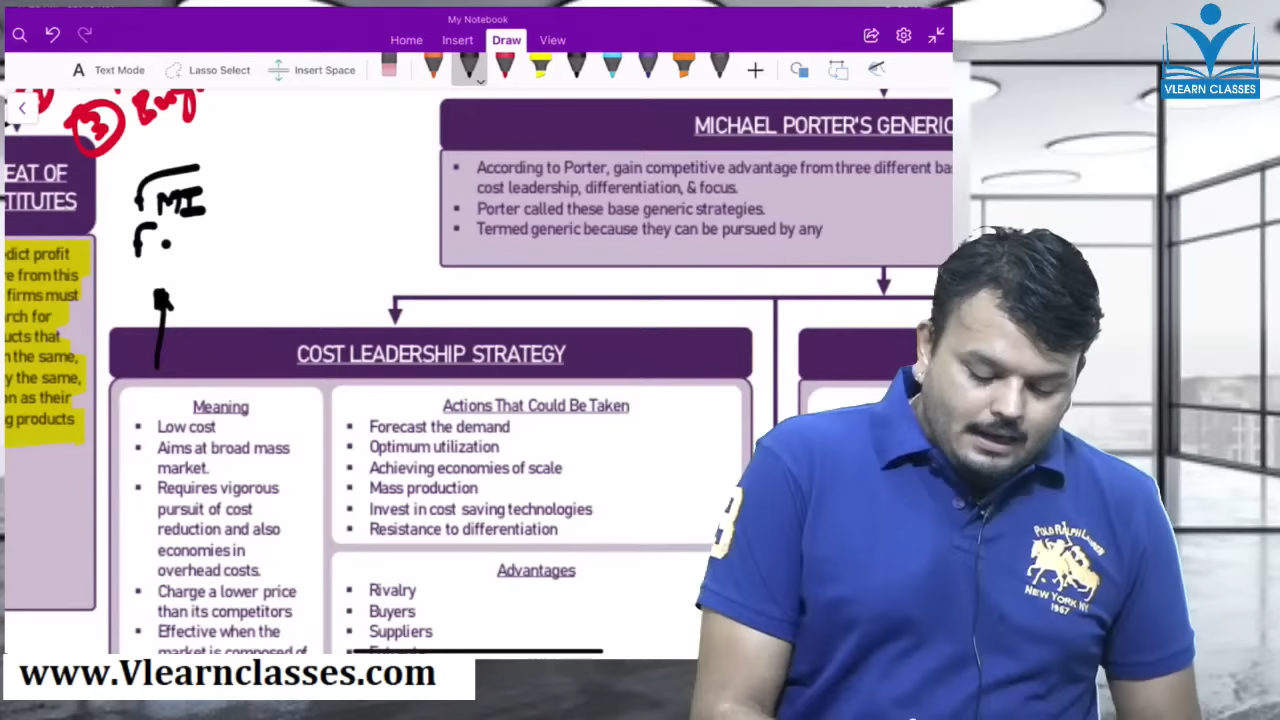 My Notebook
Home Insert Draw View
Text Mode Lasso Select Insert Space
VLEARN CLASSES
3
MI
EAT OF
TITUTES
edict profit
e from this
firms must
rch for
ucts that
n the same,
y the same,
on as their
g products
MICHAEL PORTER'S GENERIC
▪ According to Porter, gain competitive advantage from three different ba
cost leadership, differentiation, & focus.
▪ Porter called these base generic strategies.
▪ Termed generic because they can be pursued by any
COST LEADERSHIP STRATEGY
Meaning
▪ Low cost
▪ Aims at broad mass
market.
▪ Requires vigorous
pursuit of cost
reduction and also
economies in
overhead costs.
▪ Charge a lower price
than its competitors
▪ Effective when the
market is composed of
Actions That Could Be Taken
▪ Forecast the demand
▪ Optimum utilization
▪ Achieving economies of scale
▪ Mass production
▪ Invest in cost saving technologies
▪ Resistance to differentiation
Advantages
▪ Rivalry
▪ Buyers
▪ Suppliers
POLO RALPH LAUREN
NEW YORK NY
1967
www.Vlearnclasses.com